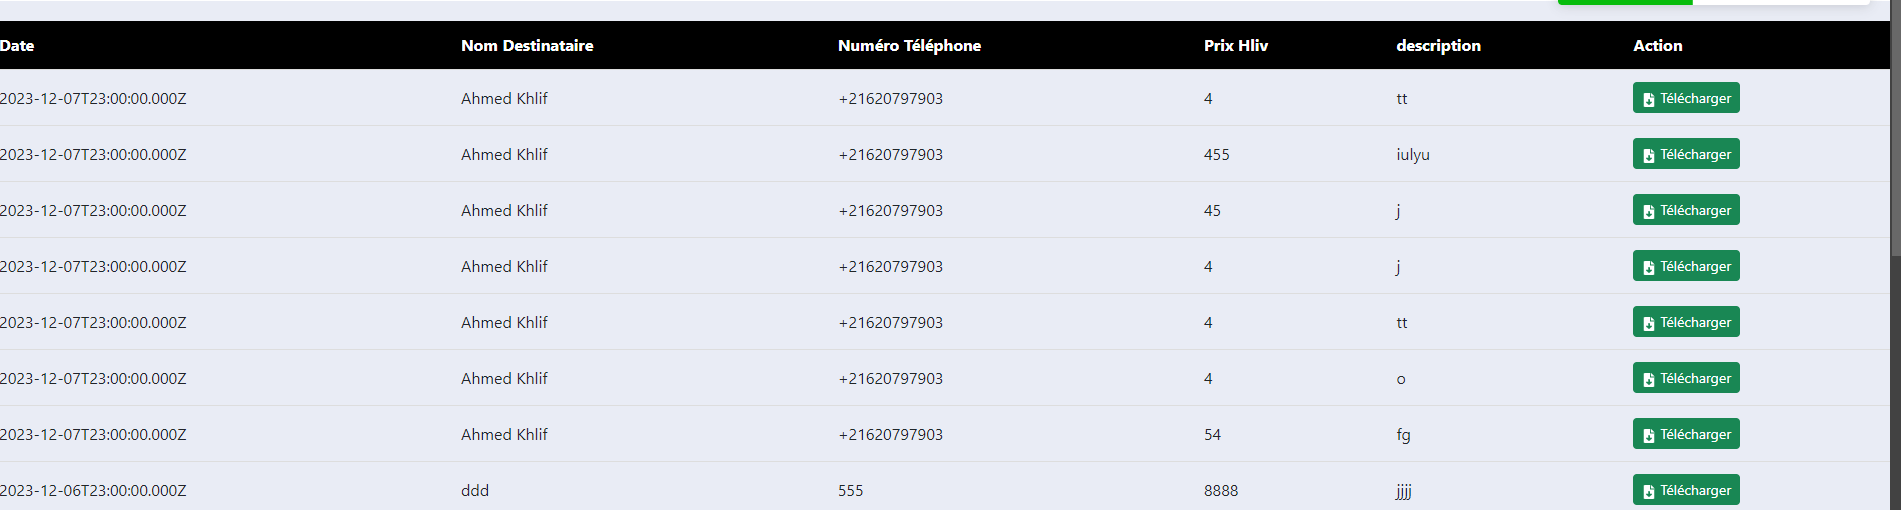 Date Nom Destinataire Numéro Téléphone Prix Hliv description Action
2023-12-07T23:00:00.000Z Ahmed Khlif +21620797903 4 tt Télécharger
2023-12-07T23:00:00.000Z Ahmed Khlif +21620797903 455 iulyu Télécharger
2023-12-07T23:00:00.000Z Ahmed Khlif +21620797903 45 j Télécharger
2023-12-07T23:00:00.000Z Ahmed Khlif +21620797903 4 j Télécharger
2023-12-07T23:00:00.000Z Ahmed Khlif +21620797903 4 tt Télécharger
2023-12-07T23:00:00.000Z Ahmed Khlif +21620797903 4 o Télécharger
2023-12-07T23:00:00.000Z Ahmed Khlif +21620797903 54 fg Télécharger
2023-12-06T23:00:00.000Z ddd 555 8888 jjjj Télécharger